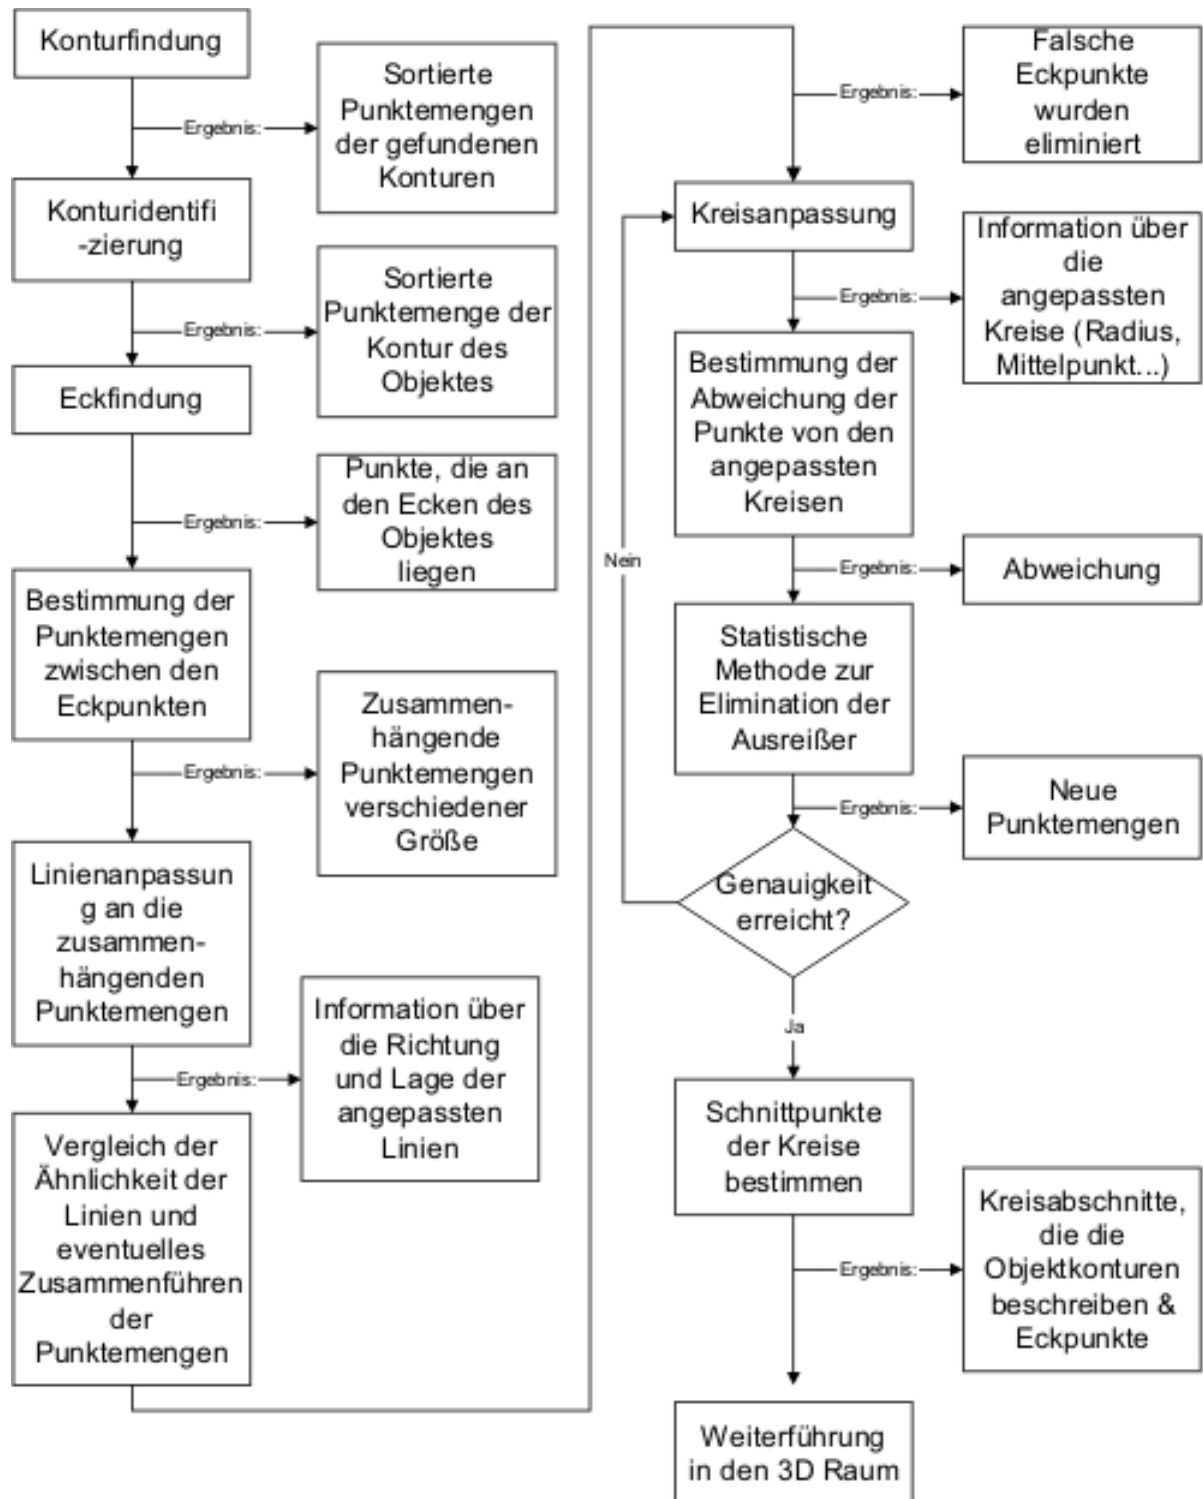 Konturfindung
Ergebnis:
Sortierte
Punktemengen
der gefundenen
Konturen
Konturidentifi
-zierung
Ergebnis:
Sortierte
Punktemenge der
Kontur des
Objektes
Eckfindung
Ergebnis:
Punkte, die an
den Ecken des
Objektes
liegen
Bestimmung der
Punktemengen
zwischen den
Eckpunkten
Ergebnis:
Zusammen-
hängende
Punktemengen
verschiedener
Größe
Linienanpassun
g an die
zusammen-
hängenden
Punktemengen
Ergebnis:
Information über
die Richtung
und Lage der
angepassten
Linien
Vergleich der
Ähnlichkeit der
Linien und
eventuelles
Zusammenführen
der
Punktemengen
Ergebnis:
Falsche
Eckpunkte
wurden
eliminiert
Kreisanpassung
Ergebnis:
Information über
die
angepassten
Kreise (Radius,
Mittelpunkt...)
Bestimmung der
Abweichung der
Punkte von den
angepassten
Kreisen
Ergebnis:
Abweichung
Statistische
Methode zur
Elimination der
Ausreißer
Ergebnis:
Neue
Punktemengen
Genauigkeit
erreicht?
Nein
Ja
Schnittpunkte
der Kreise
bestimmen
Ergebnis:
Kreisabschnitte,
die die
Objektkonturen
beschreiben &
Eckpunkte
Weiterführung
in den 3D Raum